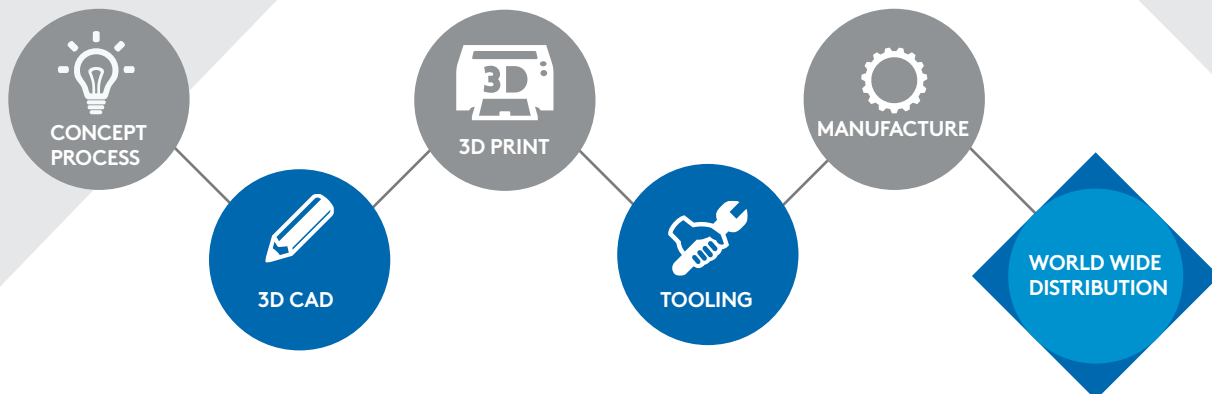 CONCEPT
PROCESS
3D CAD
3D
3D PRINT
TOOLING
MANUFACTURE
WORLD WIDE
DISTRIBUTION